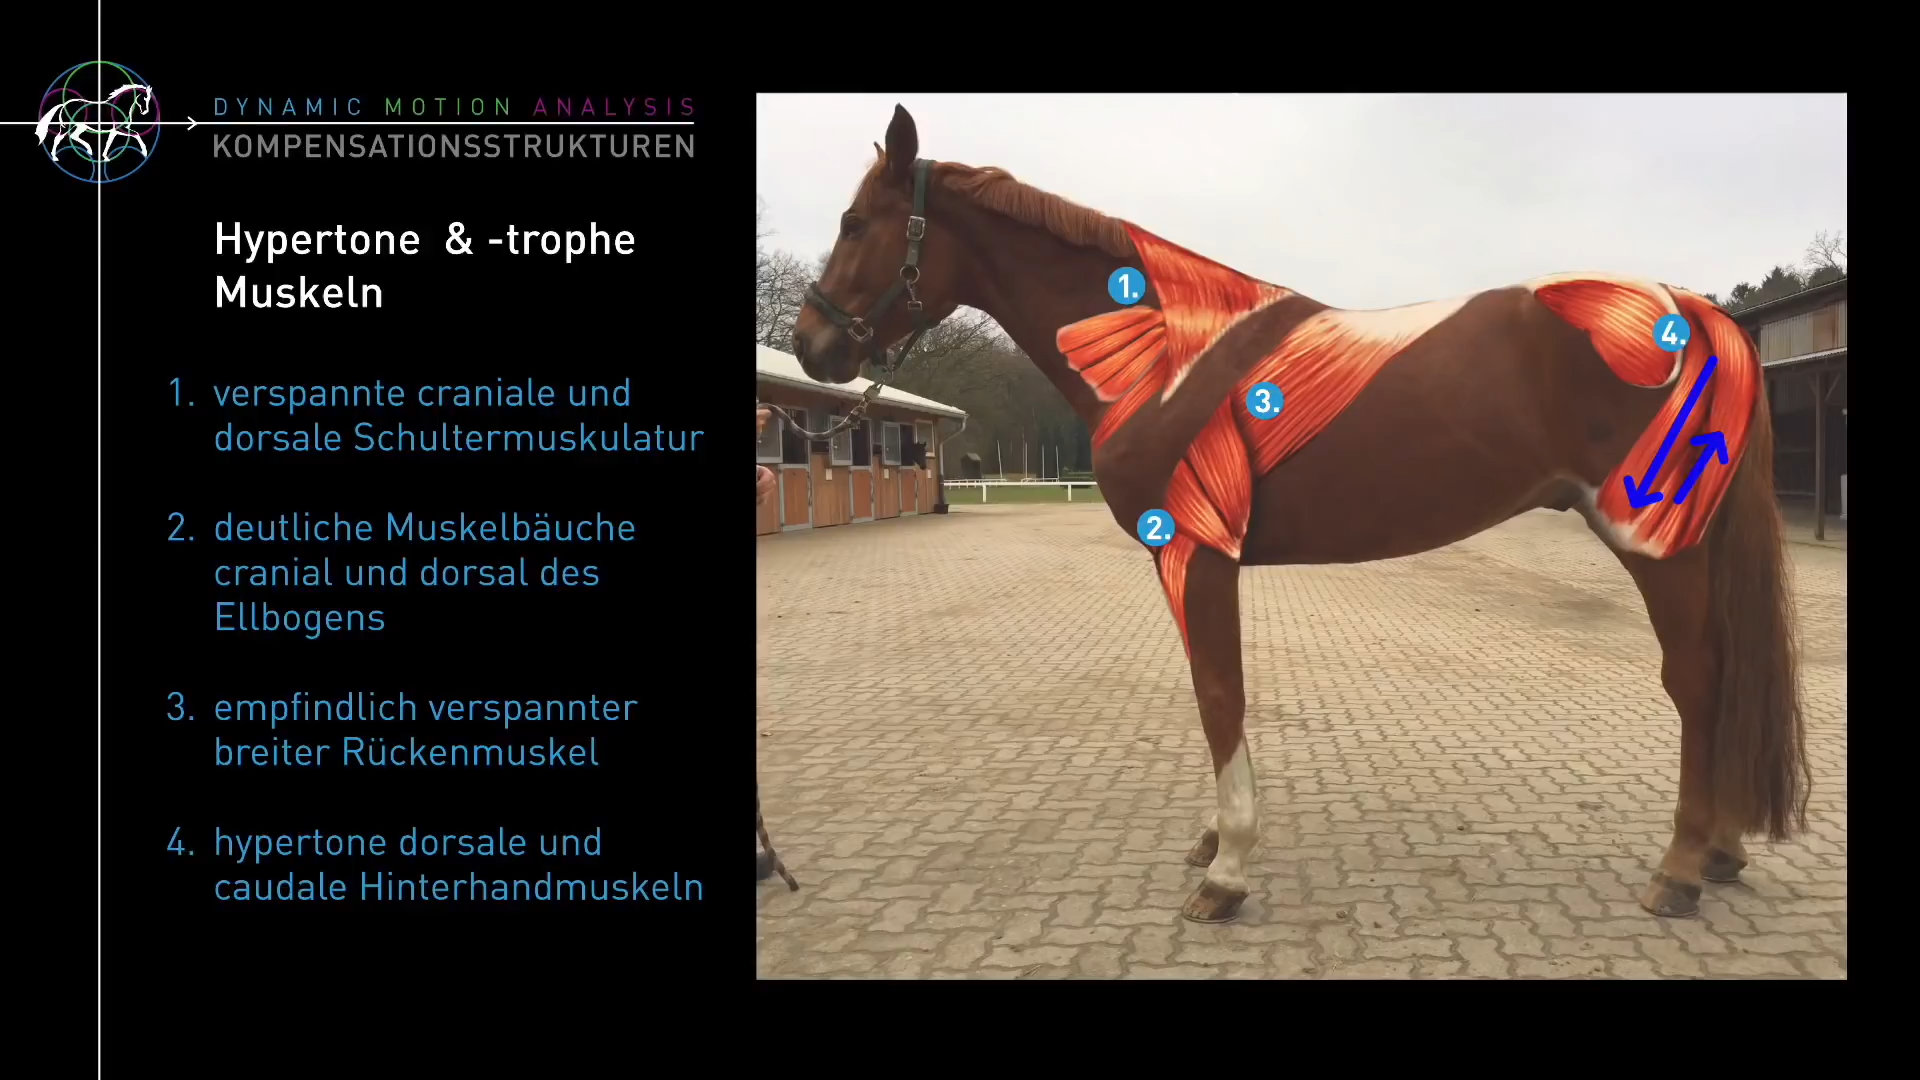 DYNAMIC MOTION ANALYSIS
KOMPENSATIONSSTRUKTUREN
Hypertone & -trophe
Muskeln
1. verspannte craniale und
dorsale Schultermuskulatur
2. deutliche Muskelbäuche
cranial und dorsal des
Ellbogens
3. empfindlich verspannter
breiter Rückenmuskel
4. hypertone dorsale und
caudale Hinterhandmuskeln
1.
2.
3.
4.